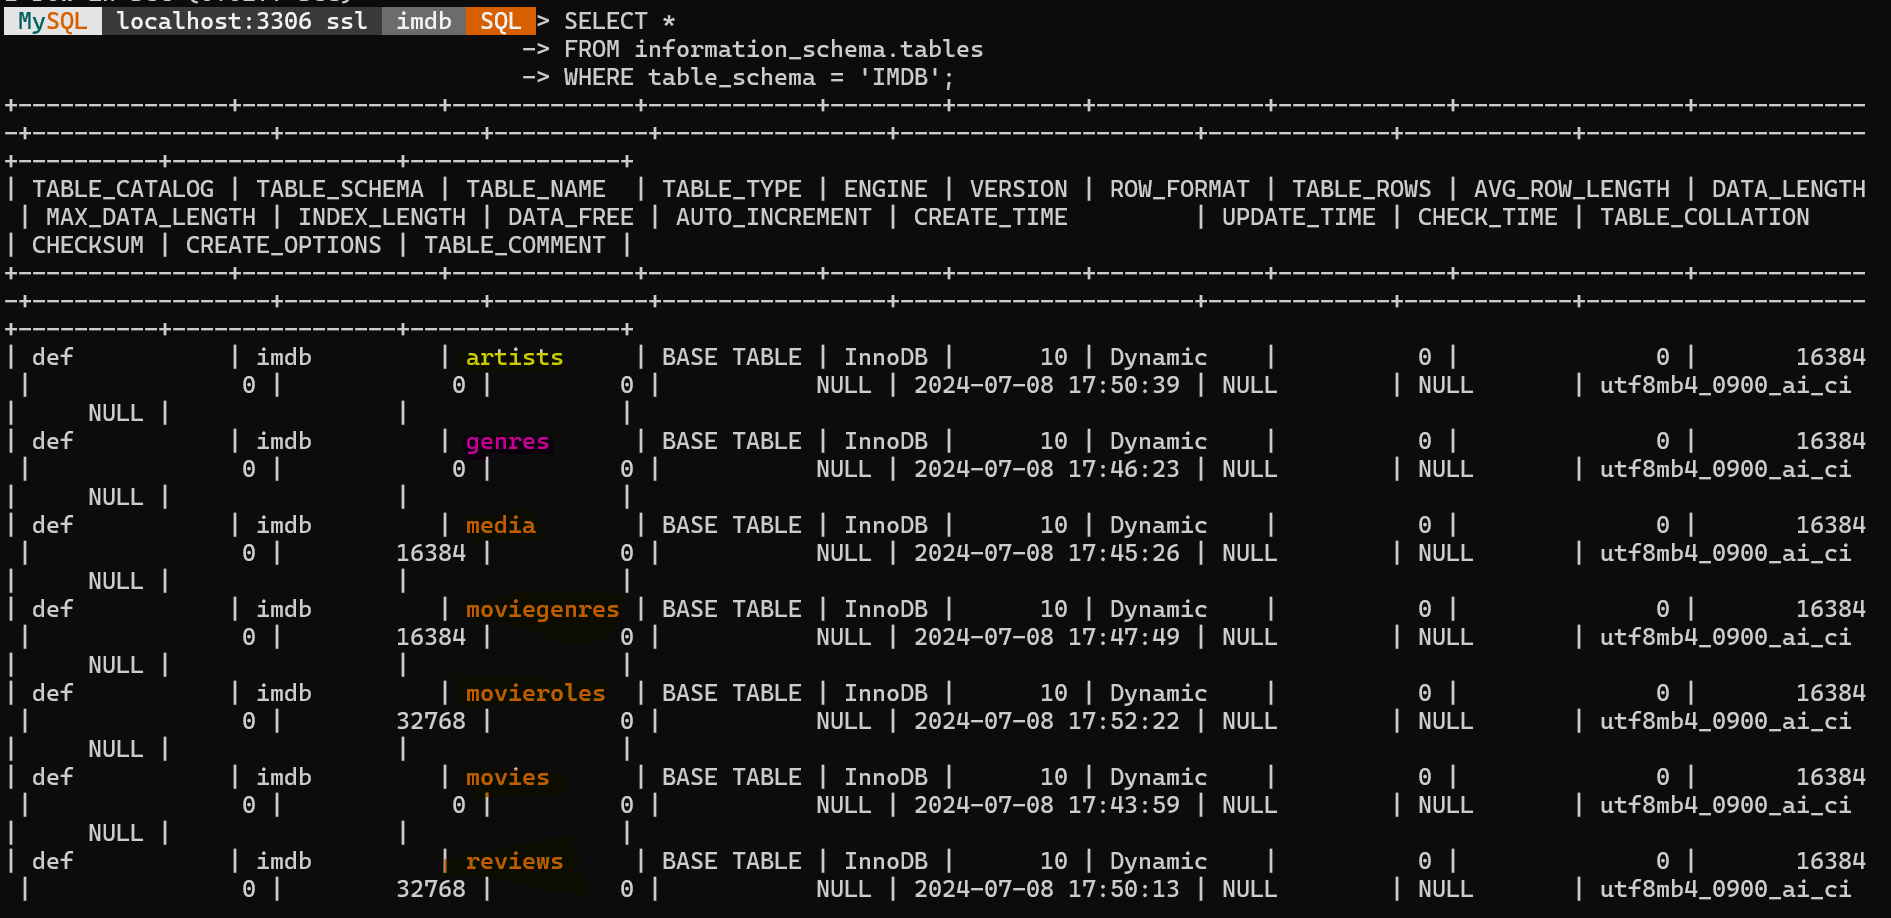 MySQL localhost:3306 ssl imdb SQL > SELECT *
-> FROM information_schema.tables
-> WHERE table_schema = 'IMDB';
+---------------+--------------+-------------+------------+--------+---------+------------+------------+----------------+------------
-+-----------------+--------------+-----------+----------------+---------------------+-------------+------------+--------------------
+----------+----------------+---------------+
| TABLE_CATALOG | TABLE_SCHEMA | TABLE_NAME  | TABLE_TYPE | ENGINE | VERSION | ROW_FORMAT | TABLE_ROWS | AVG_ROW_LENGTH | DATA_LENGTH
 | MAX_DATA_LENGTH | INDEX_LENGTH | DATA_FREE | AUTO_INCREMENT | CREATE_TIME         | UPDATE_TIME | CHECK_TIME | TABLE_COLLATION
| CHECKSUM | CREATE_OPTIONS | TABLE_COMMENT |
+---------------+--------------+-------------+------------+--------+---------+------------+------------+----------------+------------
-+-----------------+--------------+-----------+----------------+---------------------+-------------+------------+--------------------
+----------+----------------+---------------+
| def           | imdb         | artists     | BASE TABLE | InnoDB |      10 | Dynamic    |          0 |              0 |       16384
 |               0 |            0 |         0 |           NULL | 2024-07-08 17:50:39 | NULL        | NULL       | utf8mb4_0900_ai_ci
|     NULL |                |               |
| def           | imdb         | genres      | BASE TABLE | InnoDB |      10 | Dynamic    |          0 |              0 |       16384
 |               0 |            0 |         0 |           NULL | 2024-07-08 17:46:23 | NULL        | NULL       | utf8mb4_0900_ai_ci
|     NULL |                |               |
| def           | imdb         | media       | BASE TABLE | InnoDB |      10 | Dynamic    |          0 |              0 |       16384
 |               0 |        16384 |         0 |           NULL | 2024-07-08 17:45:26 | NULL        | NULL       | utf8mb4_0900_ai_ci
|     NULL |                |               |
| def           | imdb         | moviegenres | BASE TABLE | InnoDB |      10 | Dynamic    |          0 |              0 |       16384
 |               0 |        16384 |         0 |           NULL | 2024-07-08 17:47:49 | NULL        | NULL       | utf8mb4_0900_ai_ci
|     NULL |                |               |
| def           | imdb         | movieroles  | BASE TABLE | InnoDB |      10 | Dynamic    |          0 |              0 |       16384
 |               0 |        32768 |         0 |           NULL | 2024-07-08 17:52:22 | NULL        | NULL       | utf8mb4_0900_ai_ci
|     NULL |                |               |
| def           | imdb         | movies      | BASE TABLE | InnoDB |      10 | Dynamic    |          0 |              0 |       16384
 |               0 |            0 |         0 |           NULL | 2024-07-08 17:43:59 | NULL        | NULL       | utf8mb4_0900_ai_ci
|     NULL |                |               |
| def           | imdb         | reviews     | BASE TABLE | InnoDB |      10 | Dynamic    |          0 |              0 |       16384
 |               0 |        32768 |         0 |           NULL | 2024-07-08 17:50:13 | NULL        | NULL       | utf8mb4_0900_ai_ci